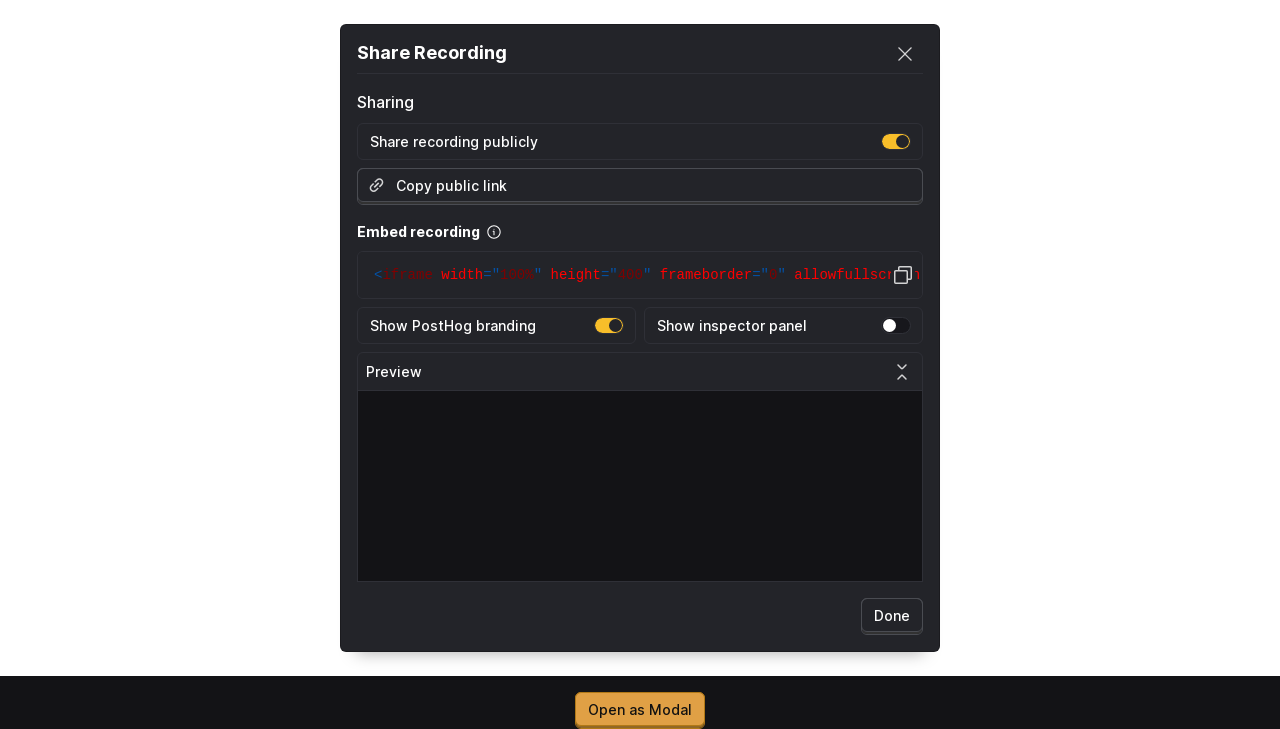 Share Recording
Sharing
Share recording publicly
Copy public link
Embed recording
<iframe width="100%" height="450" frameborder="0" allowfullscr
Show PostHog branding
Show inspector panel
Preview
Done
Open as Modal